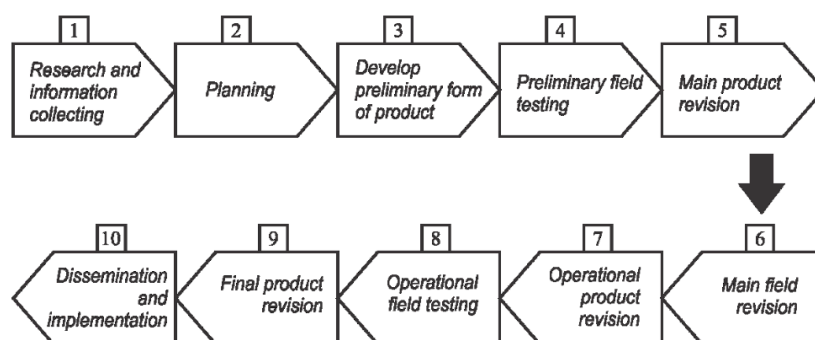 1
Research and
information
collecting
2
Planning
3
Develop
preliminary form
of product
4
Preliminary field
testing
5
Main product
revision
6
Main field
revision
7
Operational
product
revision
8
Operational
field testing
9
Final product
revision
10
Dissemination
and
implementation